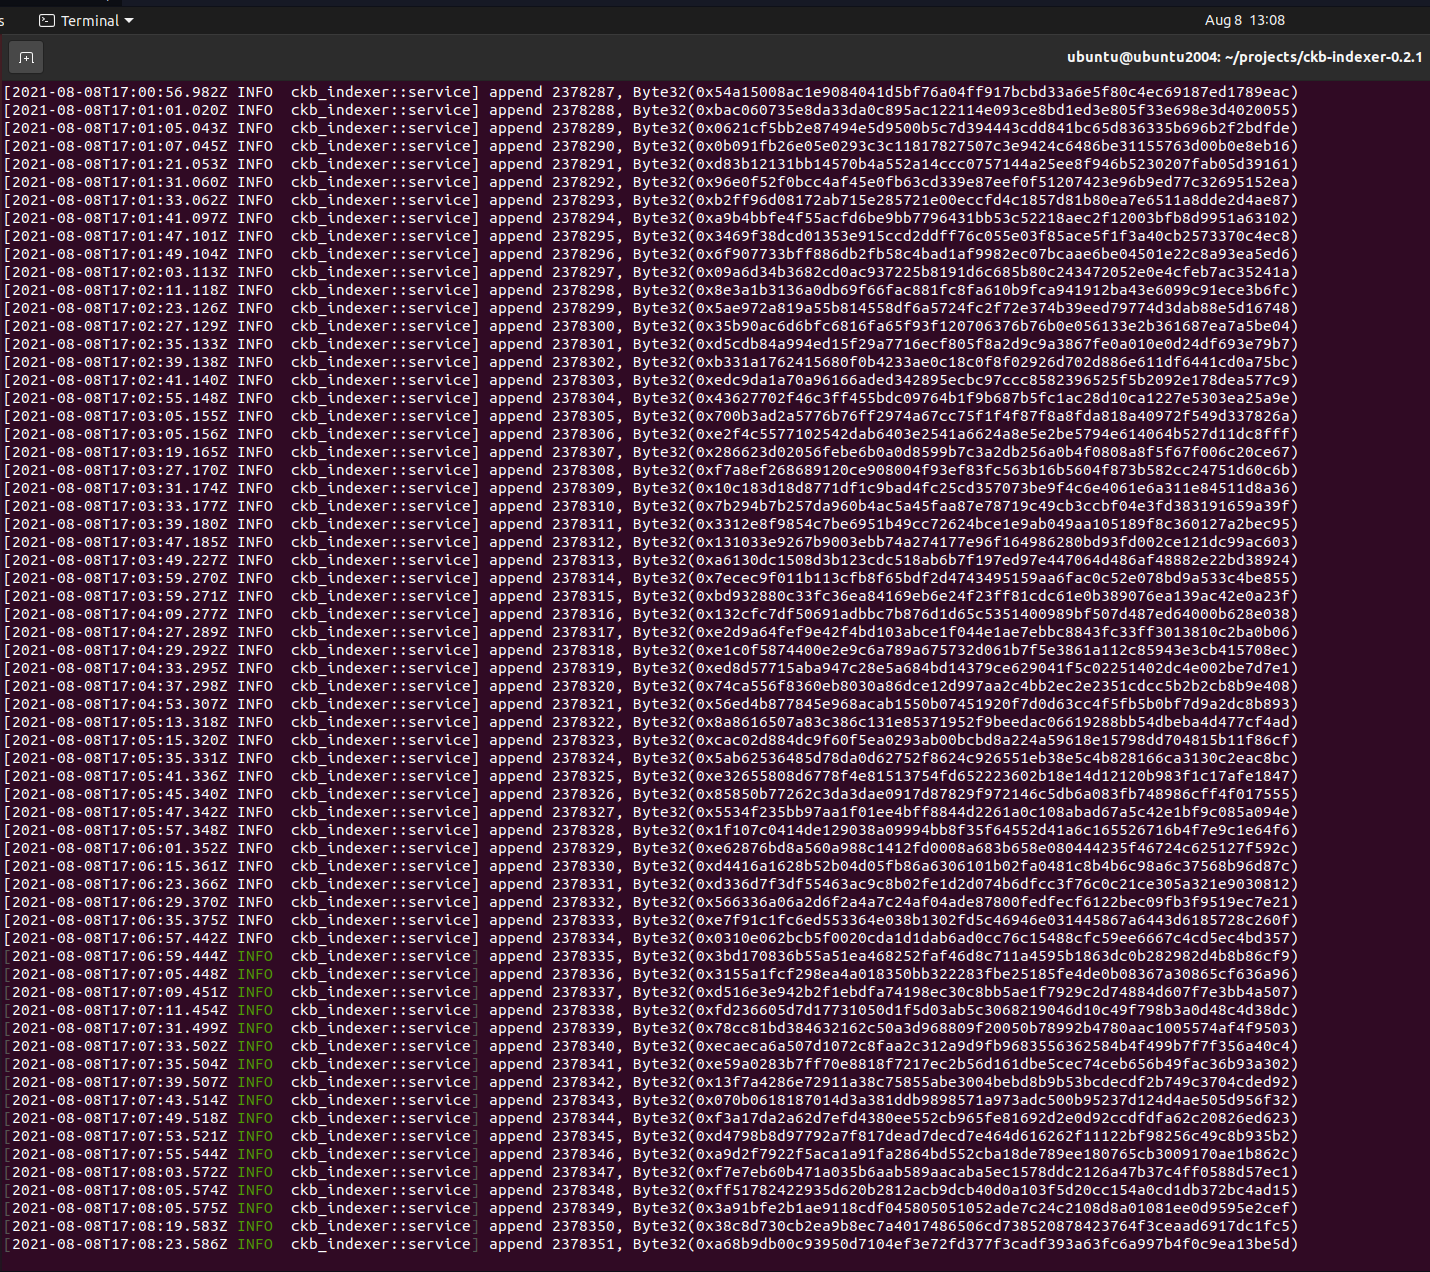 s Terminal Aug 8 13:08
ubuntu@ubuntu2004: ~/projects/ckb-indexer-0.2.1
[2021-08-08T17:00:56.982Z INFO  ckb_indexer::service] append 2378287, Byte32(0x54a15008ac1e9084041d5bf76a04ff917bcbd33a6e5f80c4ec69187ed1789eac)
[2021-08-08T17:01:01.020Z INFO  ckb_indexer::service] append 2378288, Byte32(0xbac060735e8da33da0c895ac122114e093ce8bd1ed3e805f33e698e3d4020055)
[2021-08-08T17:01:05.043Z INFO  ckb_indexer::service] append 2378289, Byte32(0x0621cf5bb2e87494e5d9500b5c7d394443cdd841bc65d836335b696b2f2bdfde)
[2021-08-08T17:01:07.045Z INFO  ckb_indexer::service] append 2378290, Byte32(0x0b091fb26e05e0293c3c11817827507c3e9424c6486be31155763d00b0e8eb16)
[2021-08-08T17:01:21.053Z INFO  ckb_indexer::service] append 2378291, Byte32(0xd83b12131bb14570b4a552a14ccc0757144a25ee8f946b5230207fab05d39161)
[2021-08-08T17:01:31.060Z INFO  ckb_indexer::service] append 2378292, Byte32(0x96e0f52f0bcc4af45e0fb63cd339e87eef0f51207423e96b9ed77c32695152ea)
[2021-08-08T17:01:33.062Z INFO  ckb_indexer::service] append 2378293, Byte32(0xb2ff96d08172ab715e285721e00eccfd4c1857d81b80ea7e6511a8dde2d4ae87)
[2021-08-08T17:01:41.097Z INFO  ckb_indexer::service] append 2378294, Byte32(0xa9b4bbfe4f55acfd6be9bb7796431bb53c52218aec2f12003bfb8d9951a63102)
[2021-08-08T17:01:47.101Z INFO  ckb_indexer::service] append 2378295, Byte32(0x3469f38dcd01353e915ccd2ddff76c055e03f85ace5f1f3a40cb2573370c4ec8)
[2021-08-08T17:01:49.104Z INFO  ckb_indexer::service] append 2378296, Byte32(0x6f907733bff886db2fb58c4bad1af9982ec07bcaae6be04501e22c8a93ea5ed6)
[2021-08-08T17:02:03.113Z INFO  ckb_indexer::service] append 2378297, Byte32(0x09a6d34b3682cd0ac937225b8191d6c685b80c243472052e0e4cfeb7ac35241a)
[2021-08-08T17:02:11.118Z INFO  ckb_indexer::service] append 2378298, Byte32(0x8e3a1b3136a0db69f66fac881fc8fa610b9fca941912ba43e6099c91ece3b6fc)
[2021-08-08T17:02:23.126Z INFO  ckb_indexer::service] append 2378299, Byte32(0x5ae972a819a55b814558df6a5724fc2f72e374b39eed79774d3dab88e5d16748)
[2021-08-08T17:02:27.129Z INFO  ckb_indexer::service] append 2378300, Byte32(0x35b90ac6d6bfc6816fa65f93f120706376b76b0e056133e2b361687ea7a5be04)
[2021-08-08T17:02:35.133Z INFO  ckb_indexer::service] append 2378301, Byte32(0xd5cdb84a994ed15f29a7716ecf805f8a2d9c9a3867fe0a010e0d24df693e79b7)
[2021-08-08T17:02:39.138Z INFO  ckb_indexer::service] append 2378302, Byte32(0xb331a1762415680f0b4233ae0c18c0f8f02926d702d886e611df6441cd0a75bc)
[2021-08-08T17:02:41.140Z INFO  ckb_indexer::service] append 2378303, Byte32(0xedc9da1a70a96166aded342895ecbc97ccc8582396525f5b2092e178dea577c9)
[2021-08-08T17:02:55.148Z INFO  ckb_indexer::service] append 2378304, Byte32(0x43627702f46c3ff455bdc09764b1f9b687b5fc1ac28d10ca1227e5303ea25a9e)
[2021-08-08T17:03:05.155Z INFO  ckb_indexer::service] append 2378305, Byte32(0x700b3ad2a5776b76ff2974a67cc75f1f4f87f8a8fda818a40972f549d337826a)
[2021-08-08T17:03:05.156Z INFO  ckb_indexer::service] append 2378306, Byte32(0xe2f4c5577102542dab6403e2541a6624a8e5e2be5794e614064b527d11dc8fff)
[2021-08-08T17:03:19.165Z INFO  ckb_indexer::service] append 2378307, Byte32(0x286623d02056febe6b0a0d8599b7c3a2db256a0b4f0808a8f5f67f006c20ce67)
[2021-08-08T17:03:27.170Z INFO  ckb_indexer::service] append 2378308, Byte32(0xf7a8ef268689120ce908004f93ef83fc563b16b5604f873b582cc24751d60c6b)
[2021-08-08T17:03:31.174Z INFO  ckb_indexer::service] append 2378309, Byte32(0x10c183d18d8771df1c9bad4fc25cd357073be9f4c6e4061e6a311e84511d8a36)
[2021-08-08T17:03:33.177Z INFO  ckb_indexer::service] append 2378310, Byte32(0x7b294b7b257da960b4ac5a45faa87e78719c49cb3ccbf04e3fd383191659a39f)
[2021-08-08T17:03:39.180Z INFO  ckb_indexer::service] append 2378311, Byte32(0x3312e8f9854c7be6951b49cc72624bce1e9ab049aa105189f8c360127a2bec95)
[2021-08-08T17:03:47.185Z INFO  ckb_indexer::service] append 2378312, Byte32(0x131033e9267b9003ebb74a274177e96f164986280bd93fd002ce121dc99ac603)
[2021-08-08T17:03:49.227Z INFO  ckb_indexer::service] append 2378313, Byte32(0xa6130dc1508d3b123cdc518ab6b7f197ed97e447064d486af48882e22bd38924)
[2021-08-08T17:03:59.270Z INFO  ckb_indexer::service] append 2378314, Byte32(0x7ecec9f011b113cfb8f65bdf2d4743495159aa6fac0c52e078bd9a533c4be855)
[2021-08-08T17:03:59.271Z INFO  ckb_indexer::service] append 2378315, Byte32(0xbd932880c33fc36ea84169eb6e24f23ff81cdc61e0b389076ea139ac42e0a23f)
[2021-08-08T17:04:09.277Z INFO  ckb_indexer::service] append 2378316, Byte32(0x132cfc7df50691adbbc7b876d1d65c5351400989bf507d487ed64000b628e038)
[2021-08-08T17:04:27.289Z INFO  ckb_indexer::service] append 2378317, Byte32(0xe2d9a64fef9e42f4bd103abce1f044e1ae7ebbc8843fc33ff3013810c2ba0b06)
[2021-08-08T17:04:29.292Z INFO  ckb_indexer::service] append 2378318, Byte32(0xe1c0f5874400e2e9c6a789a675732d061b7f5e3861a112c85943e3cb415708ec)
[2021-08-08T17:04:33.295Z INFO  ckb_indexer::service] append 2378319, Byte32(0xed8d57715aba947c28e5a684bd14379ce629041f5c02251402dc4e002be7d7e1)
[2021-08-08T17:04:37.298Z INFO  ckb_indexer::service] append 2378320, Byte32(0x74ca556f8360eb8030a86dce12d997aa2c4bb2ec2e2351cdcc5b2b2cb8b9e408)
[2021-08-08T17:04:53.307Z INFO  ckb_indexer::service] append 2378321, Byte32(0x56ed4b877845e968acab1550b07451920f7d0d63cc4f5fb5b0bf7d9a2dc8b893)
[2021-08-08T17:05:13.318Z INFO  ckb_indexer::service] append 2378322, Byte32(0x8a8616507a83c386c131e85371952f9beedac06619288bb54dbeba4d477cf4ad)
[2021-08-08T17:05:15.320Z INFO  ckb_indexer::service] append 2378323, Byte32(0xcac02d884dc9f60f5ea0293ab00bcbd8a224a59618e15798dd704815b11f86cf)
[2021-08-08T17:05:35.331Z INFO  ckb_indexer::service] append 2378324, Byte32(0x5ab62536485d78da0d62752f8624c926551eb38e5c4b828166ca3130c2eac8bc)
[2021-08-08T17:05:41.336Z INFO  ckb_indexer::service] append 2378325, Byte32(0xe32655808d6778f4e81513754fd652223602b18e14d12120b983f1c17afe1847)
[2021-08-08T17:05:45.340Z INFO  ckb_indexer::service] append 2378326, Byte32(0x85850b77262c3da3dae0917d87829f972146c5db6a083fb748986cff4f017555)
[2021-08-08T17:05:47.342Z INFO  ckb_indexer::service] append 2378327, Byte32(0x5534f235bb97aa1f01ee4bff8844d2261a0c108abad67a5c42e1bf9c085a094e)
[2021-08-08T17:05:57.348Z INFO  ckb_indexer::service] append 2378328, Byte32(0x1f107c0414de129038a09994bb8f35f64552d41a6c165526716b4f7e9c1e64f6)
[2021-08-08T17:06:01.352Z INFO  ckb_indexer::service] append 2378329, Byte32(0xe62876bd8a560a988c1412fd0008a683b658e080444235f46724c625127f592c)
[2021-08-08T17:06:15.361Z INFO  ckb_indexer::service] append 2378330, Byte32(0xd4416a1628b52b04d05fb86a6306101b02fa0481c8b4b6c98a6c37568b96d87c)
[2021-08-08T17:06:23.366Z INFO  ckb_indexer::service] append 2378331, Byte32(0xd336d7f3df55463ac9c8b02fe1d2d074b6dfcc3f76c0c21ce305a321e9030812)
[2021-08-08T17:06:29.370Z INFO  ckb_indexer::service] append 2378332, Byte32(0x566336a06a2d6f2a4a7c24af04ade87800fedfecf6122bec09fb3f9519ec7e21)
[2021-08-08T17:06:35.375Z INFO  ckb_indexer::service] append 2378333, Byte32(0xe7f91c1fc6ed553364e038b1302fd5c46946e031445867a6443d6185728c260f)
[2021-08-08T17:06:57.442Z INFO  ckb_indexer::service] append 2378334, Byte32(0x0310e062bcb5f0020cda1d1dab6ad0cc76c15488cfc59ee6667c4cd5ec4bd357)
[2021-08-08T17:06:59.444Z INFO  ckb_indexer::service] append 2378335, Byte32(0x3bd170836b55a51ea468252faf46d8c711a4595b1863dc0b282982d4b8b86cf9)
[2021-08-08T17:07:05.448Z INFO  ckb_indexer::service] append 2378336, Byte32(0x3155a1fcf298ea4a018350bb322283fbe25185fe4de0b08367a30865cf636a96)
[2021-08-08T17:07:09.451Z INFO  ckb_indexer::service] append 2378337, Byte32(0xd516e3e942b2f1ebdfa74198ec30c8bb5ae1f7929c2d74884d607f7e3bb4a507)
[2021-08-08T17:07:11.454Z INFO  ckb_indexer::service] append 2378338, Byte32(0xfd236605d7d17731050d1f5d03ab5c3068219046d10c49f798b3a0d48c4d38dc)
[2021-08-08T17:07:31.499Z INFO  ckb_indexer::service] append 2378339, Byte32(0x78cc81bd384632162c50a3d968809f20050b78992b4780aac1005574af4f9503)
[2021-08-08T17:07:33.502Z INFO  ckb_indexer::service] append 2378340, Byte32(0xecaeca6a507d1072c8faa2c312a9d9fb9683556362584b4f499b7f7f356a40c4)
[2021-08-08T17:07:35.504Z INFO  ckb_indexer::service] append 2378341, Byte32(0xe59a0283b7ff70e8818f7217ec2b56d161dbe5cec74ceb656b49fac36b93a302)
[2021-08-08T17:07:39.507Z INFO  ckb_indexer::service] append 2378342, Byte32(0x13f7a4286e72911a38c75855abe3004bebd8b9b53bcdecdf2b749c3704cded92)
[2021-08-08T17:07:43.514Z INFO  ckb_indexer::service] append 2378343, Byte32(0x070b0618187014d3a381ddb9898571a973adc500b95237d124d4ae505d956f32)
[2021-08-08T17:07:49.518Z INFO  ckb_indexer::service] append 2378344, Byte32(0xf3a17da2a62d7efd4380ee552cb965fe81692d2e0d92ccdfdfa62c20826ed623)
[2021-08-08T17:07:53.521Z INFO  ckb_indexer::service] append 2378345, Byte32(0xd4798b8d97792a7f817dead7decd7e464d616262f11122bf98256c49c8b935b2)
[2021-08-08T17:07:55.544Z INFO  ckb_indexer::service] append 2378346, Byte32(0xa9d2f7922f5aca1a91fa2864bd552cba18de789ee180765cb3009170ae1b862c)
[2021-08-08T17:08:03.572Z INFO  ckb_indexer::service] append 2378347, Byte32(0xf7e7eb60b471a035b6aab589aacaba5ec1578ddc2126a47b37c4ff0588d57ec1)
[2021-08-08T17:08:05.574Z INFO  ckb_indexer::service] append 2378348, Byte32(0xff51782422935d620b2812acb9dcb40d0a103f5d20cc154a0cd1db372bc4ad15)
[2021-08-08T17:08:05.575Z INFO  ckb_indexer::service] append 2378349, Byte32(0x3a91bfe2b1ae9118cdf045805051052ade7c24c2108d8a01081ee0d9595e2cef)
[2021-08-08T17:08:19.583Z INFO  ckb_indexer::service] append 2378350, Byte32(0x38c8d730cb2ea9b8ec7a4017486506cd738520878423764f3ceaad6917dc1fc5)
[2021-08-08T17:08:23.586Z INFO  ckb_indexer::service] append 2378351, Byte32(0xa68b9db00c93950d7104ef3e72fd377f3cadf393a63fc6a997b4f0c9ea13be5d)